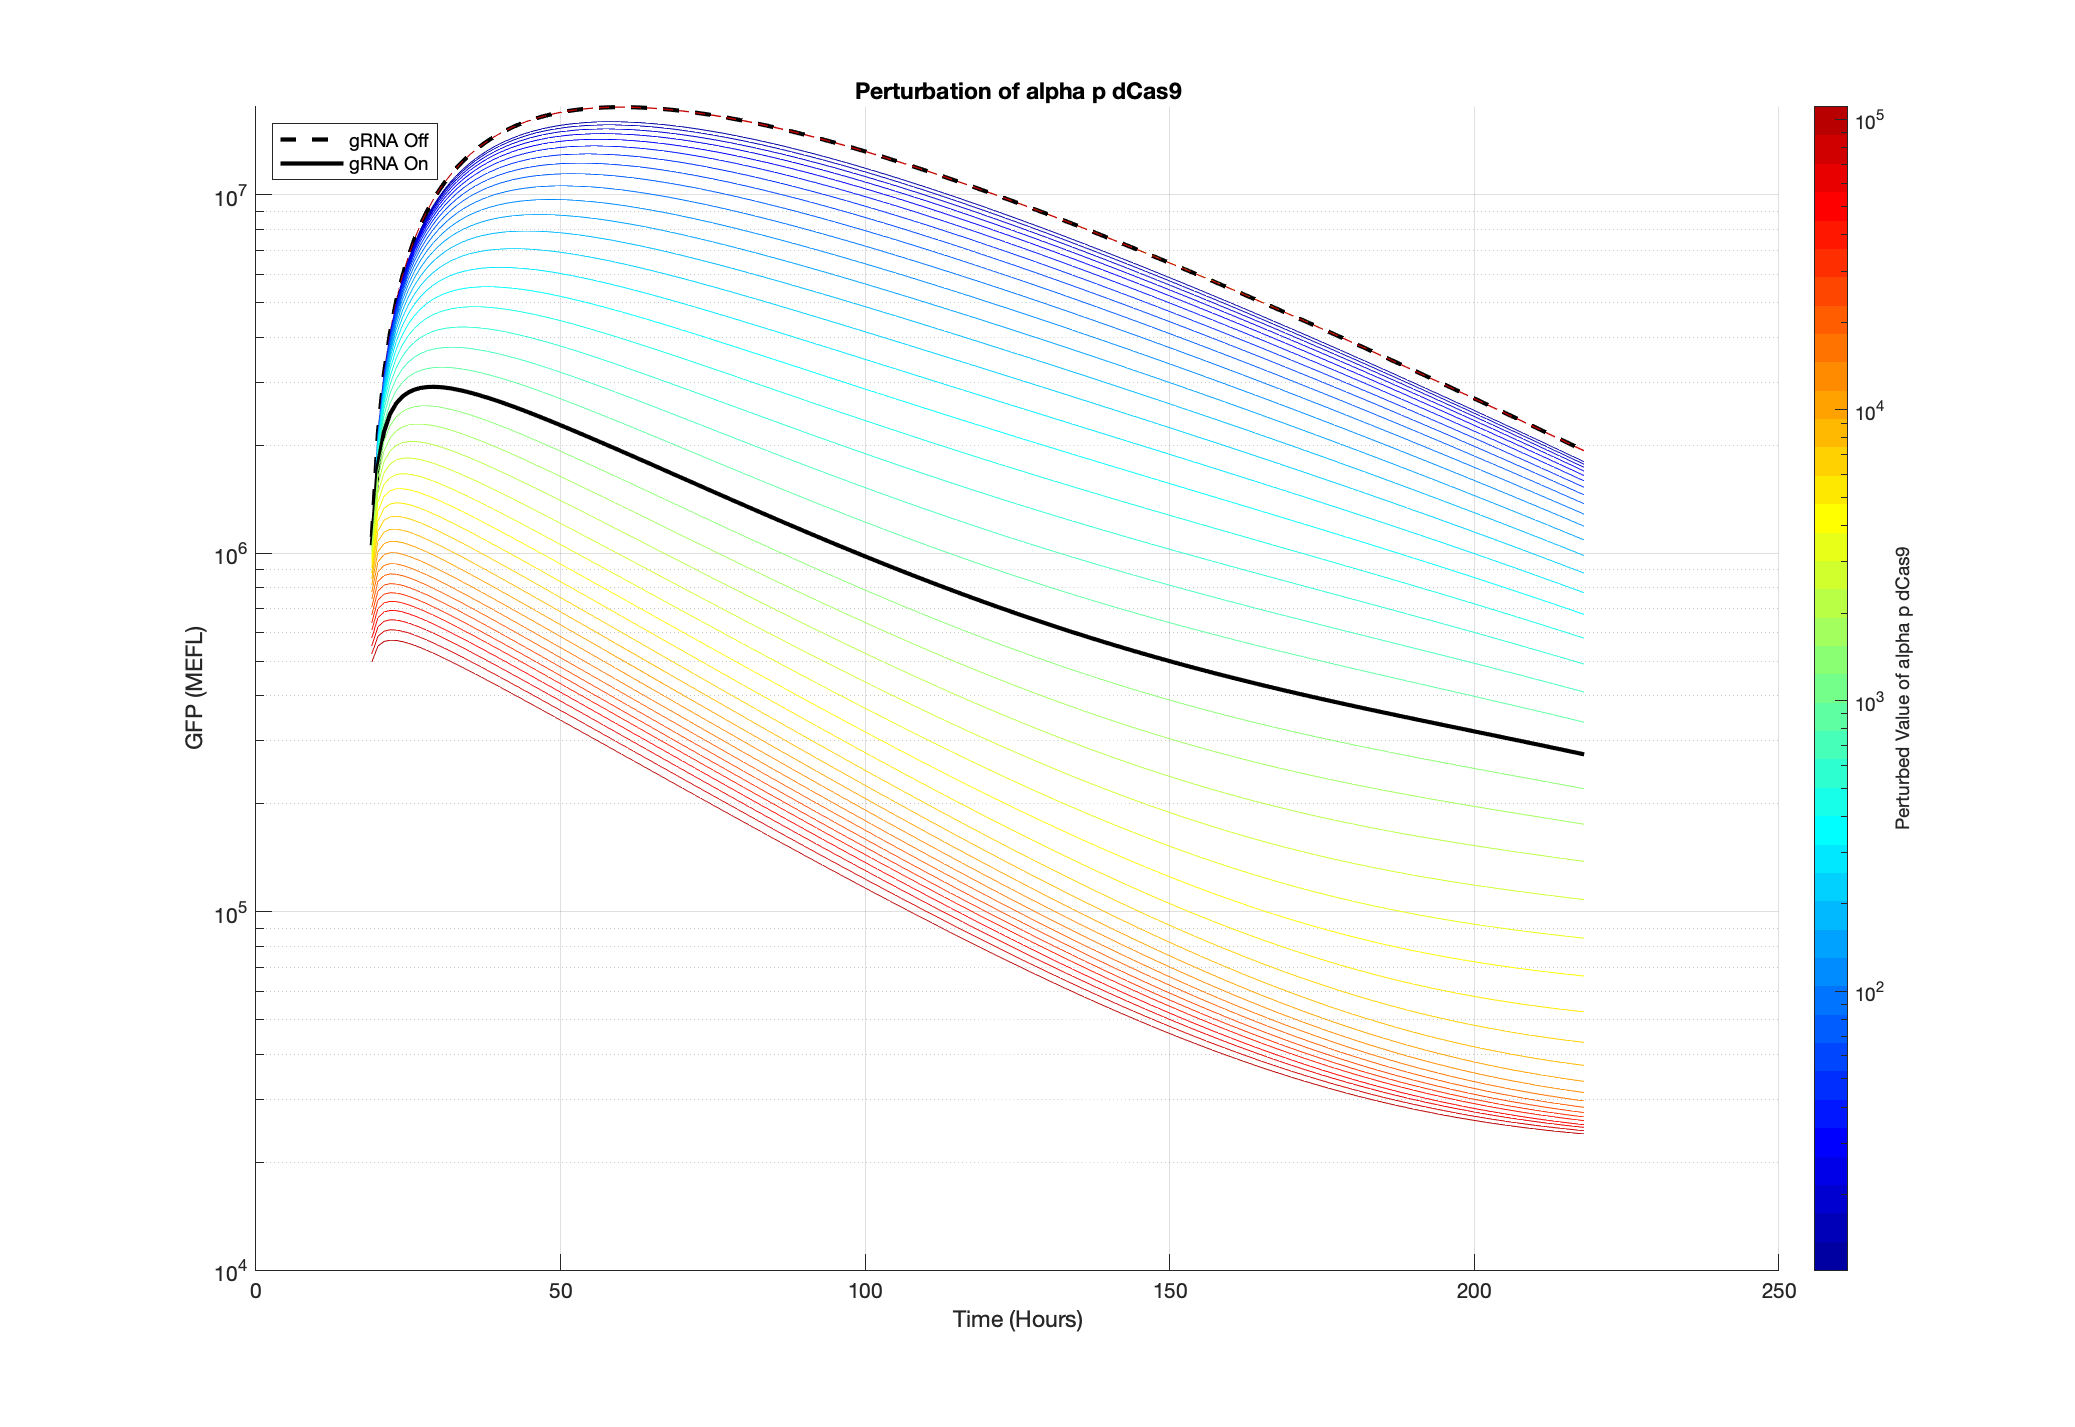 Perturbation of alpha p dCas9
gRNA Off
gRNA On
10^7
10^6
10^5
10^4
GFP (MEFL)
0 50 100 150 200 250
Time (Hours)
10^5
10^4
10^3
10^2
Perturbed Value of alpha p dCas9